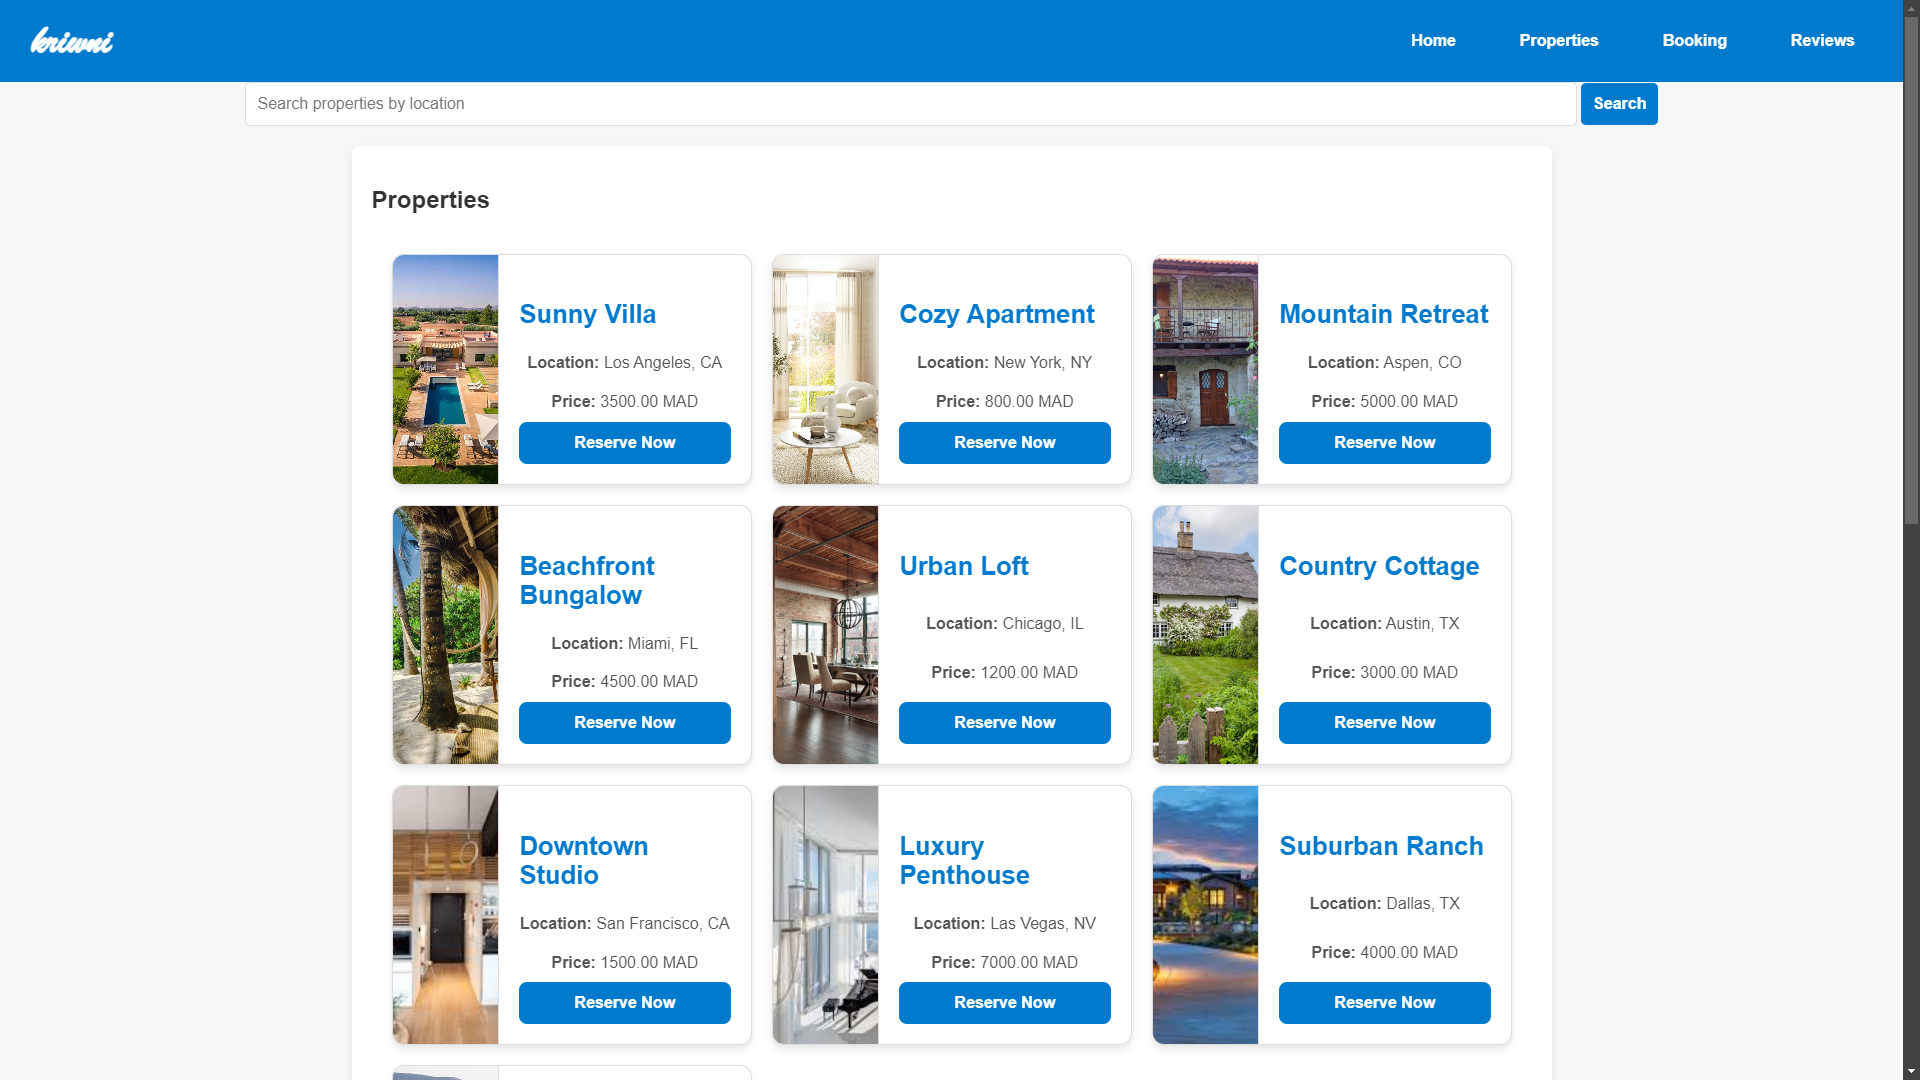 kriwni
Home
Properties
Booking
Reviews
Search properties by location
Search
Properties
Sunny Villa
Location: Los Angeles, CA
Price: 3500.00 MAD
Reserve Now
Cozy Apartment
Location: New York, NY
Price: 800.00 MAD
Reserve Now
Mountain Retreat
Location: Aspen, CO
Price: 5000.00 MAD
Reserve Now
Beachfront
Bungalow
Location: Miami, FL
Price: 4500.00 MAD
Reserve Now
Urban Loft
Location: Chicago, IL
Price: 1200.00 MAD
Reserve Now
Country Cottage
Location: Austin, TX
Price: 3000.00 MAD
Reserve Now
Downtown
Studio
Location: San Francisco, CA
Price: 1500.00 MAD
Reserve Now
Luxury
Penthouse
Location: Las Vegas, NV
Price: 7000.00 MAD
Reserve Now
Suburban Ranch
Location: Dallas, TX
Price: 4000.00 MAD
Reserve Now